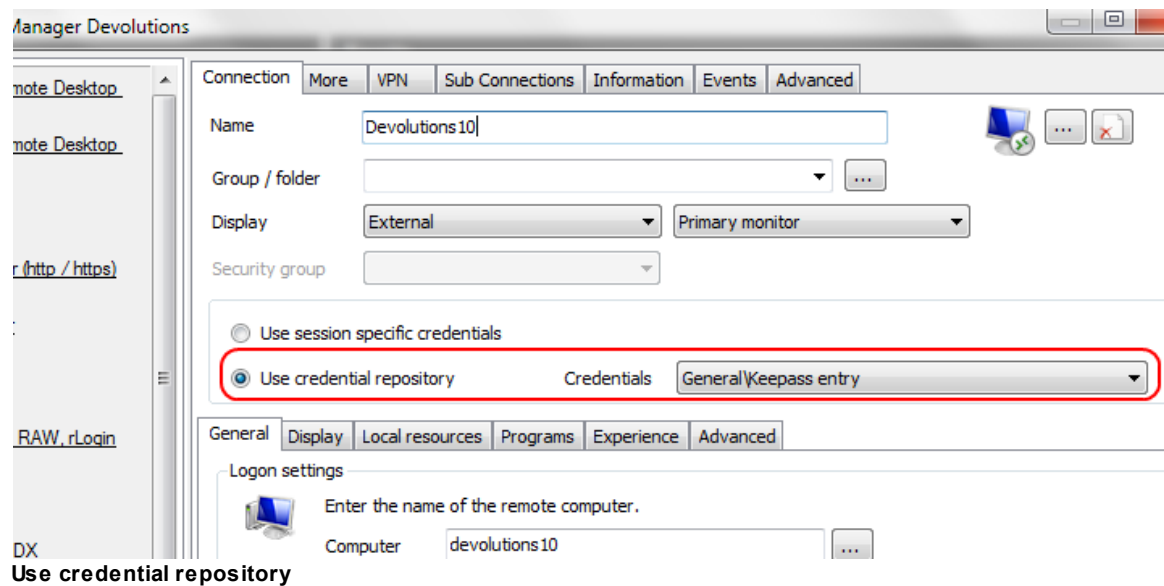 Manager Devolutions
mote Desktop
mote Desktop
r (http / https)
:
RAW, rLogin
DX
Connection More VPN Sub Connections Information Events Advanced
Name Devolutions10
...
Group / folder
...
Display External Primary monitor
Security group
Use session specific credentials
Use credential repository Credentials General\Keepass entry
General Display Local resources Programs Experience Advanced
Logon settings
Enter the name of the remote computer.
Computer devolutions10 ...
Use credential repository